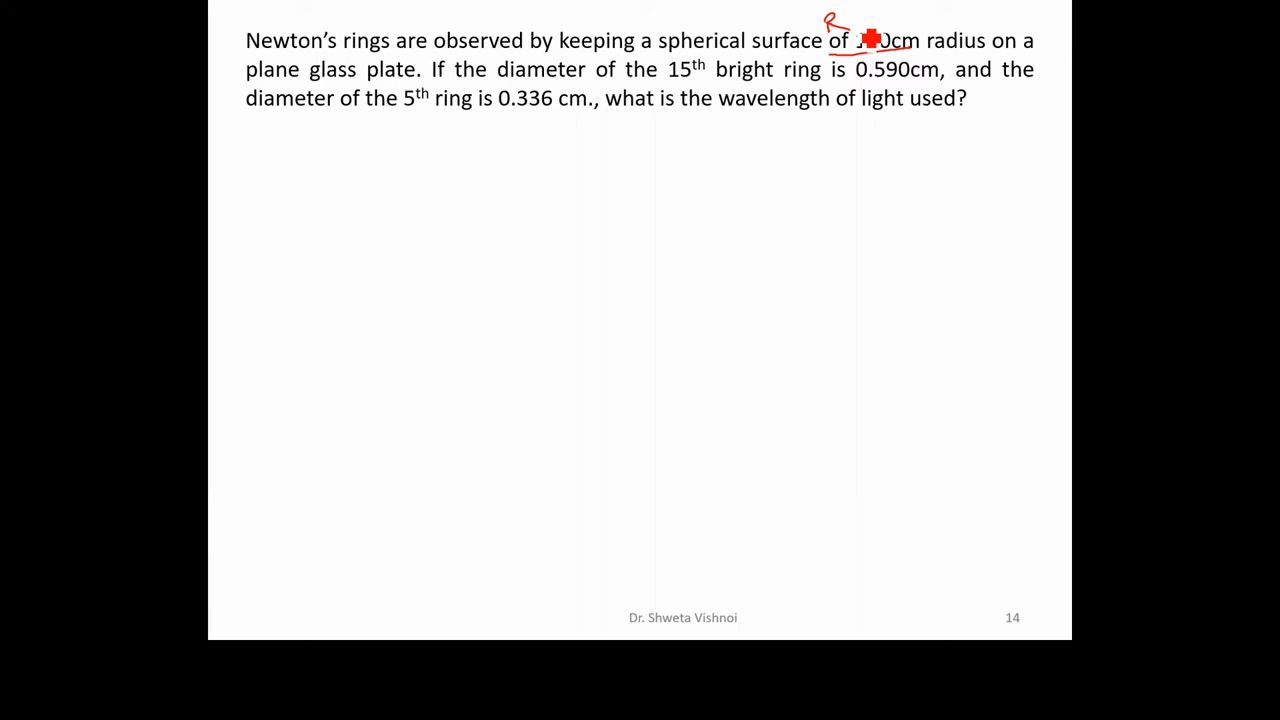 R
Newton’s rings are observed by keeping a spherical surface of cm radius on a
plane glass plate. If the diameter of the 15th bright ring is 0.590cm, and the
diameter of the 5th ring is 0.336 cm., what is the wavelength of light used?
Dr. Shweta Vishnoi
14